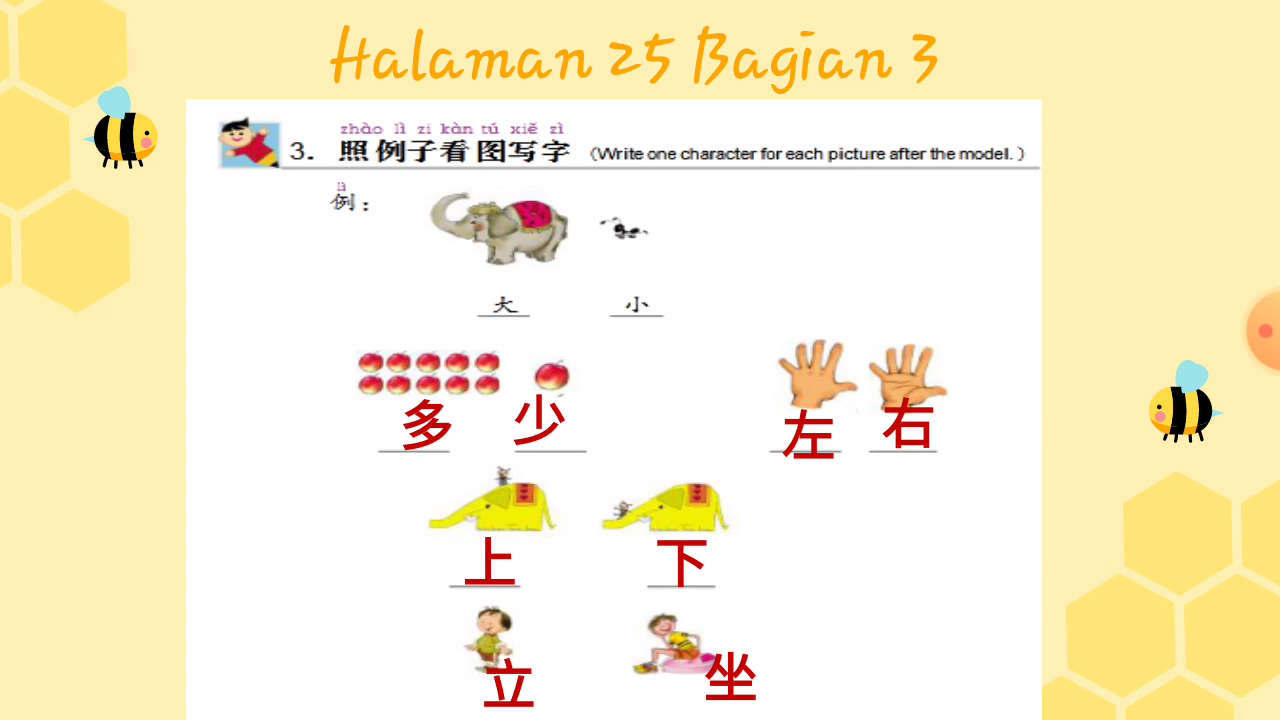 Halaman 25 Bagian 3
zhào lì zi kàn tú xiě zì
3. 照例子看图写字 (Write one character for each picture after the model.)
lì
例:
大 小
多 少 左 右
上 下
立 坐